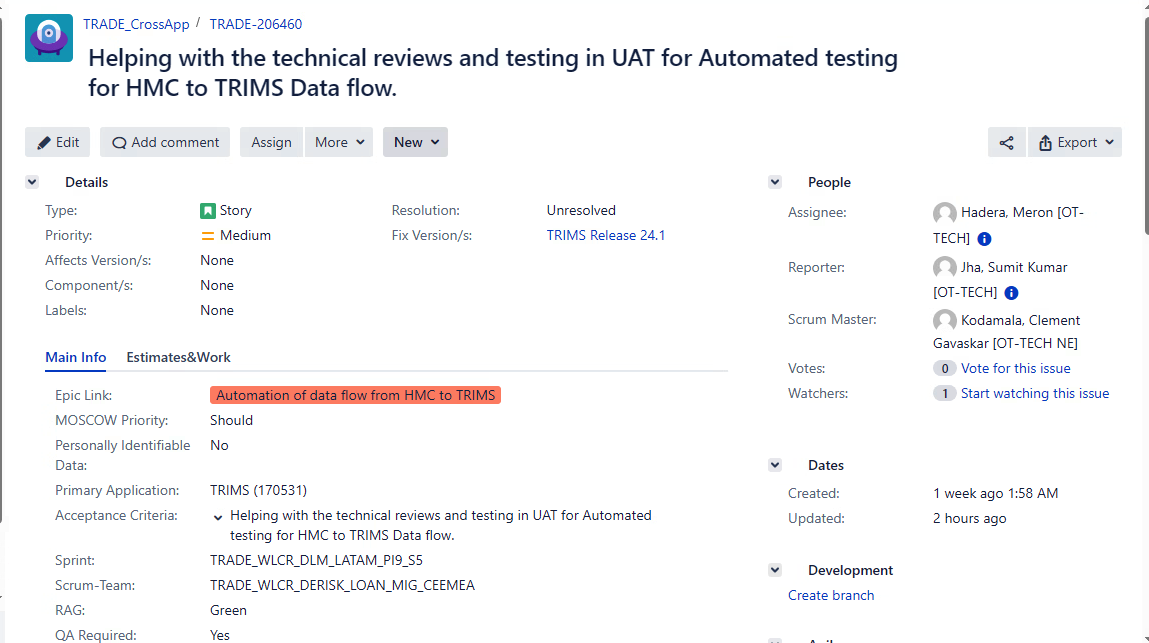 TRADE_CrossApp / TRADE-206460
Helping with the technical reviews and testing in UAT for Automated testing
for HMC to TRIMS Data flow.
Edit Add comment Assign More New Export
Details
Type: Story Resolution: Unresolved
Priority: Medium Fix Version/s: TRIMS Release 24.1
Affects Version/s: None
Component/s: None
Labels: None
Main Info Estimates&Work
Epic Link: Automation of data flow from HMC to TRIMS
MOSCOW Priority: Should
Personally Identifiable No
Data:
Primary Application: TRIMS (170531)
Acceptance Criteria: Helping with the technical reviews and testing in UAT for Automated
testing for HMC to TRIMS Data flow.
Sprint: TRADE_WLCR_DLM_LATAM_PI9_S5
Scrum-Team: TRADE_WLCR_DERISK_LOAN_MIG_CEEMEA
RAG: Green
QA Required: Yes
People
Assignee: Hadera, Meron [OT-
TECH]
Reporter: Jha, Sumit Kumar
[OT-TECH]
Scrum Master: Kodamala, Clement
Gavaskar [OT-TECH NE]
Votes: 0 Vote for this issue
Watchers: 1 Start watching this issue
Dates
Created: 1 week ago 1:58 AM
Updated: 2 hours ago
Development
Create branch